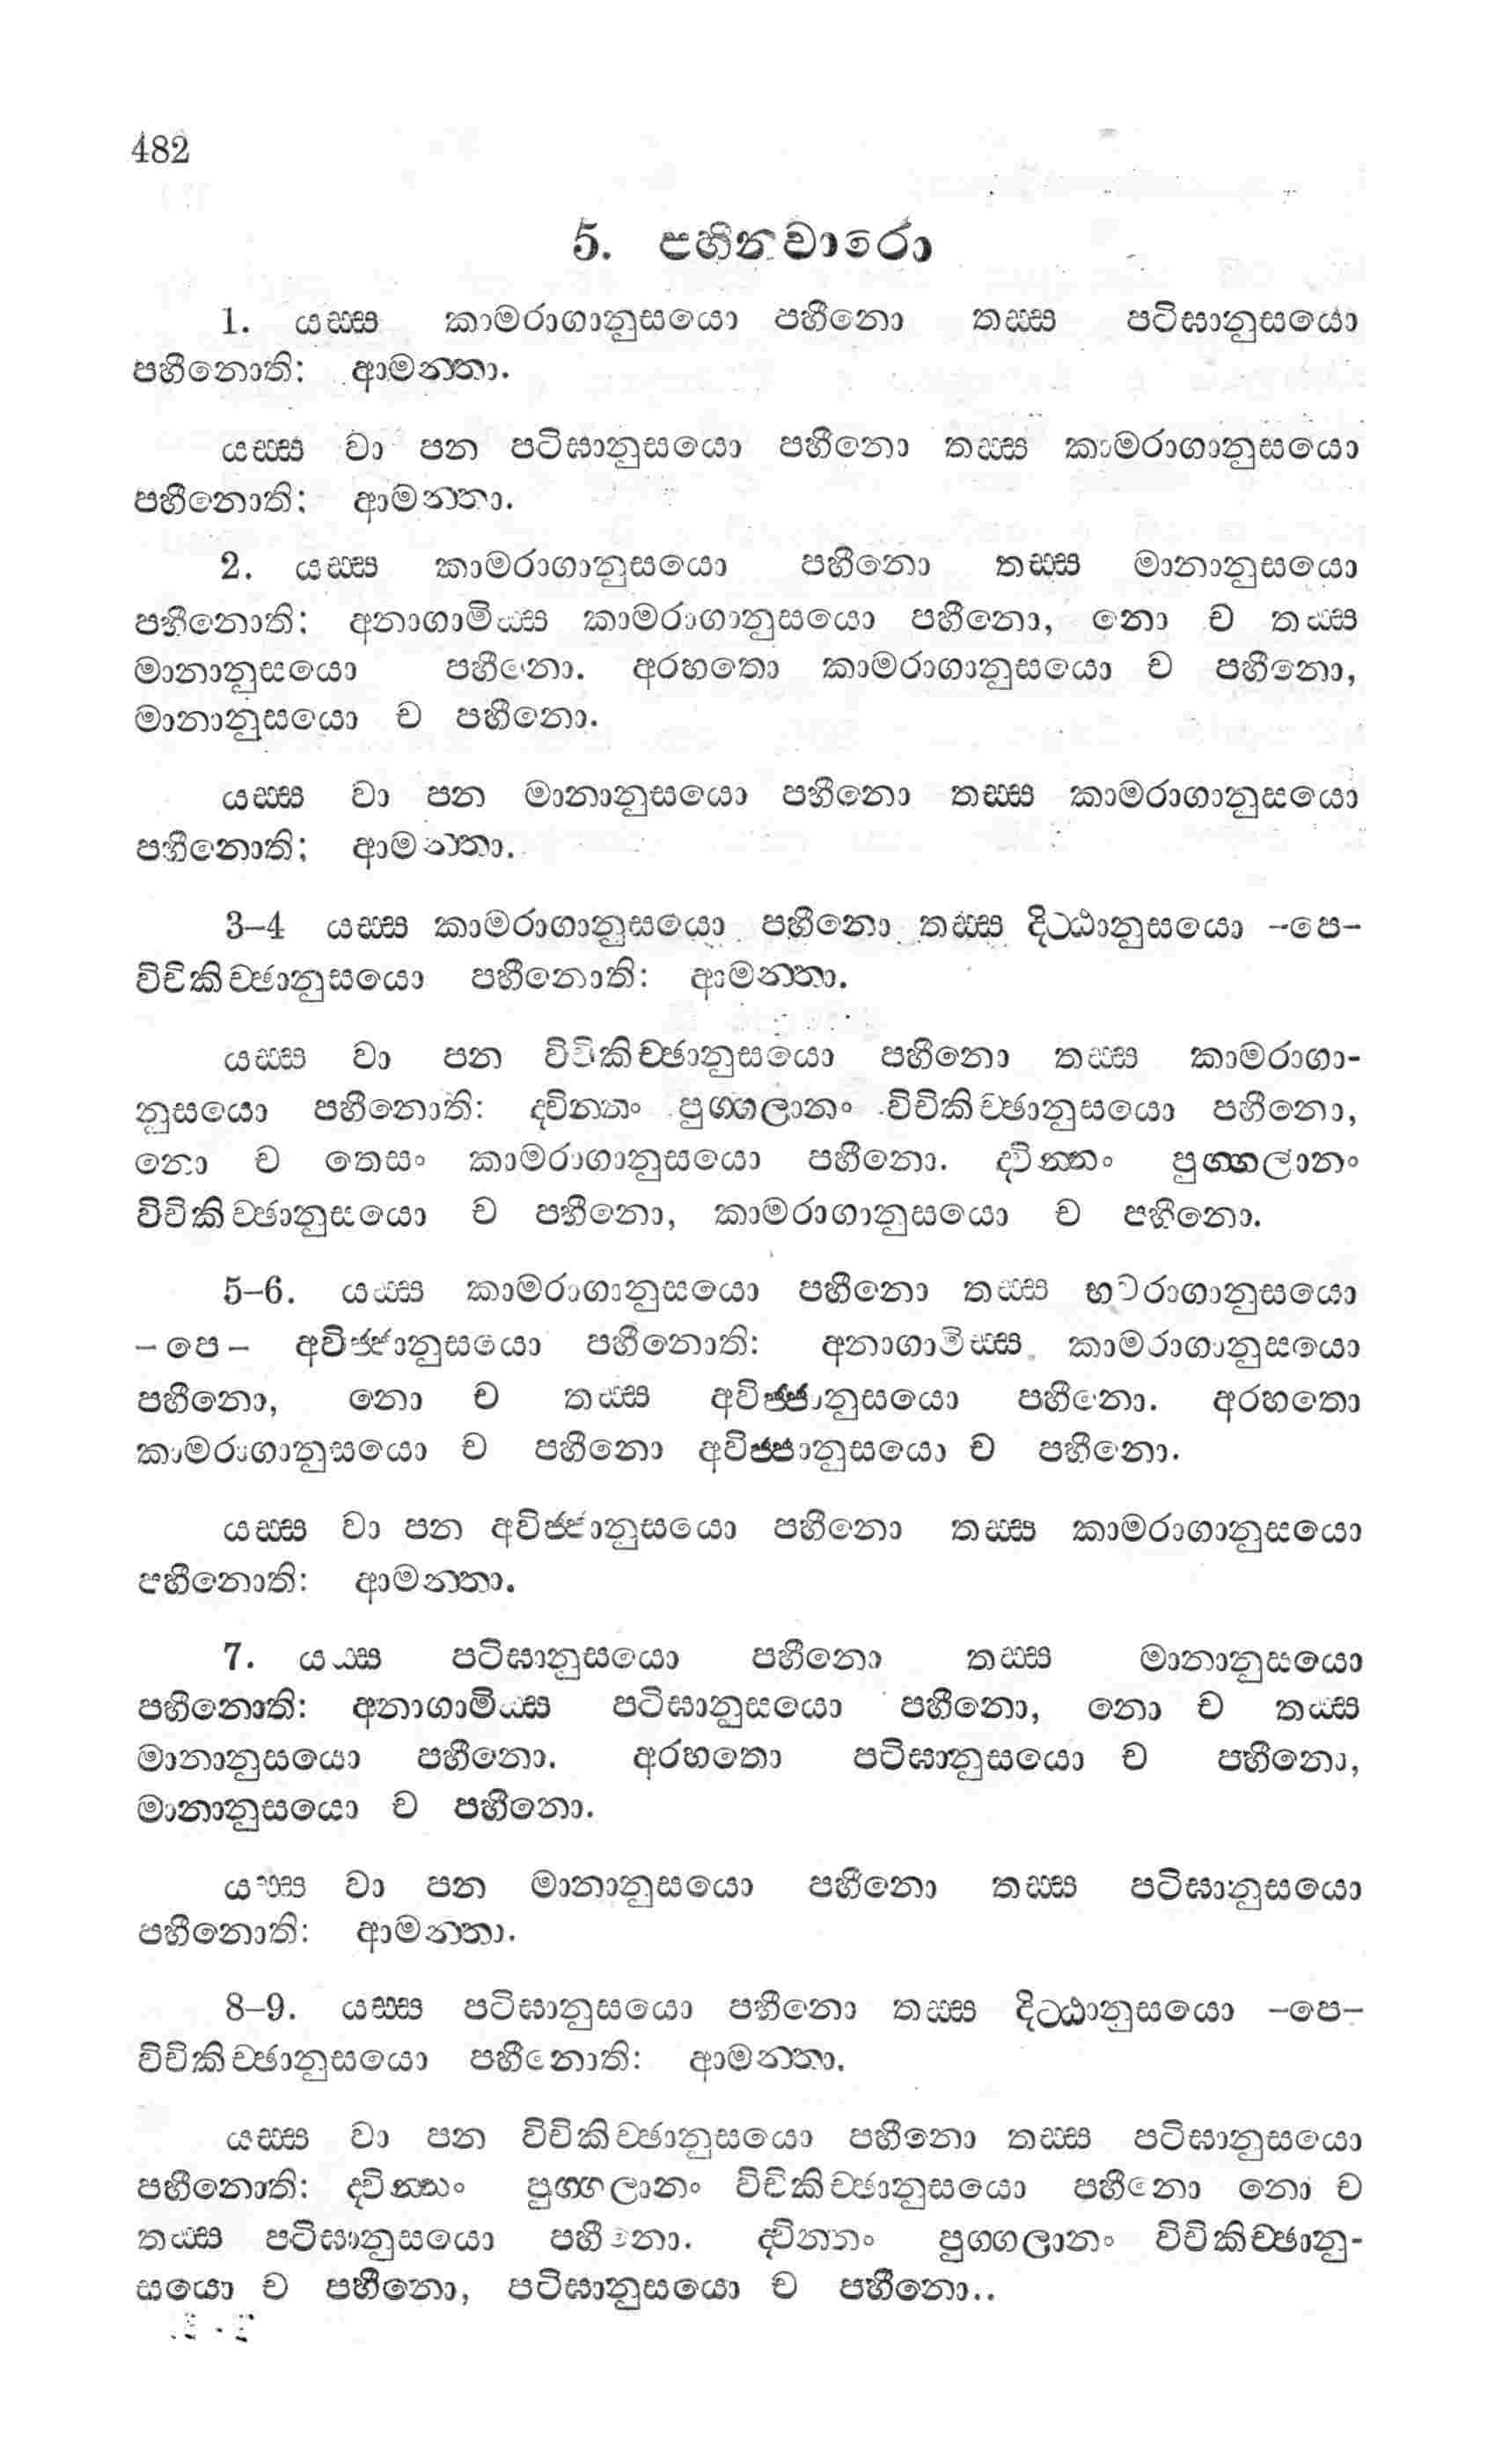 482
5. පහීනවාරො
1. යස්ස කාමරාගානුසයො පහීනො තස්ස පටිඝානුසයො
පහීනොති: ආමන්තා.
යස්ස වා පන පටිඝානුසයො පහීනො තස්ස කාමරාගානුසයො
පහීනොති: ආමන්තා.
2. යස්ස කාමරාගානුසයො පහීනො තස්ස මානානුසයො
පහීනොති: අනාගාමිස්ස කාමරාගානුසයො පහීනො, නො ච තස්ස
මානානුසයො පහීනො. අරහතො කාමරාගානුසයො ච පහීනො,
මානානුසයො ච පහීනො.
යස්ස වා පන මානානුසයො පහීනො තස්ස කාමරාගානුසයො
පහීනොති; ආමන්තා.
3–4 යස්ස කාමරාගානුසයො පහීනො තස්ස දිට්ඨානුසයො –පෙ–
විචිකිච්ඡානුසයො පහීනොති: ආමන්තා.
යස්ස වා පන විචිකිච්ඡානුසයො පහීනො තස්ස කාමරාගා-
නුසයො පහීනොති: ද්වින්නං පුග්ගලානං විචිකිච්ඡානුසයො පහීනො,
නො ච තෙසං කාමරාගානුසයො පහීනො. ද්වින්නං පුග්ගලානං
විචිකිච්ඡානුසයො ච පහීනො, කාමරාගානුසයො ච පහීනො.
5–6. යස්ස කාමරාගානුසයො පහීනො තස්ස භවරාගානුසයො
–පෙ– අවිජ්ජානුසයො පහීනොති: අනාගාමිස්ස කාමරාගානුසයො
පහීනො, නො ච තස්ස අවිජ්ජානුසයො පහීනො. අරහතො
කාමරාගානුසයො ච පහීනො අවිජ්ජානුසයො ච පහීනො.
යස්ස වා පන අවිජ්ජානුසයො පහීනො තස්ස කාමරාගානුසයො
පහීනොති: ආමන්තා.
7. යස්ස පටිඝානුසයො පහීනො තස්ස මානානුසයො
පහීනොති: අනාගාමිස්ස පටිඝානුසයො පහීනො, නො ච තස්ස
මානානුසයො පහීනො. අරහතො පටිඝානුසයො ච පහීනො,
මානානුසයො ච පහීනො.
යස්ස වා පන මානානුසයො පහීනො තස්ස පටිඝානුසයො
පහීනොති: ආමන්තා.
8–9. යස්ස පටිඝානුසයො පහීනො තස්ස දිට්ඨානුසයො –පෙ–
විචිකිච්ඡානුසයො පහීනොති: ආමන්තා.
යස්ස වා පන විචිකිච්ඡානුසයො පහීනො තස්ස පටිඝානුසයො
පහීනොති: ද්වින්නං පුග්ගලානං විචිකිච්ඡානුසයො පහීනො නො ච
තස්ස පටිඝානුසයො පහීනො. ද්වින්නං පුග්ගලානං විචිකිච්ඡානු-
සයො ච පහීනො, පටිඝානුසයො ච පහීනො..